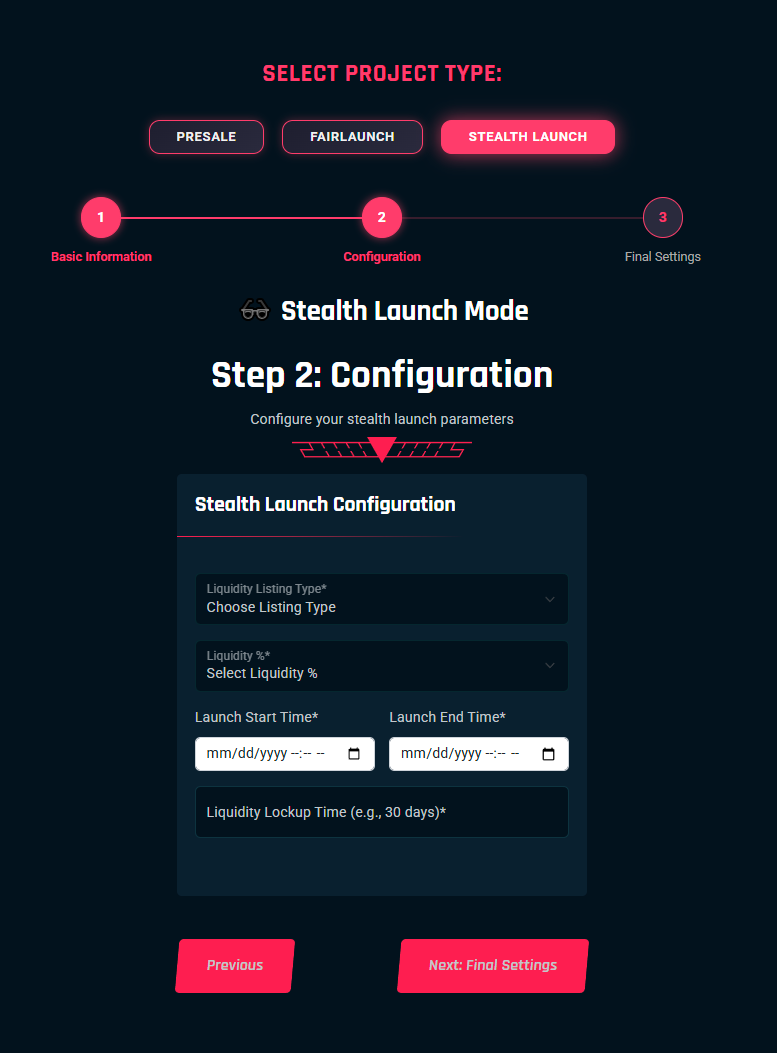 SELECT PROJECT TYPE:
PRESALE FAIRLAUNCH STEALTH LAUNCH
1 2 3
Basic Information Configuration Final Settings
Stealth Launch Mode
Step 2: Configuration
Configure your stealth launch parameters
Stealth Launch Configuration
Liquidity Listing Type*
Choose Listing Type
Liquidity %*
Select Liquidity %
Launch Start Time* Launch End Time*
mm/dd/yyyy --:-- -- mm/dd/yyyy --:-- --
Liquidity Lockup Time (e.g., 30 days)*
Previous Next: Final Settings